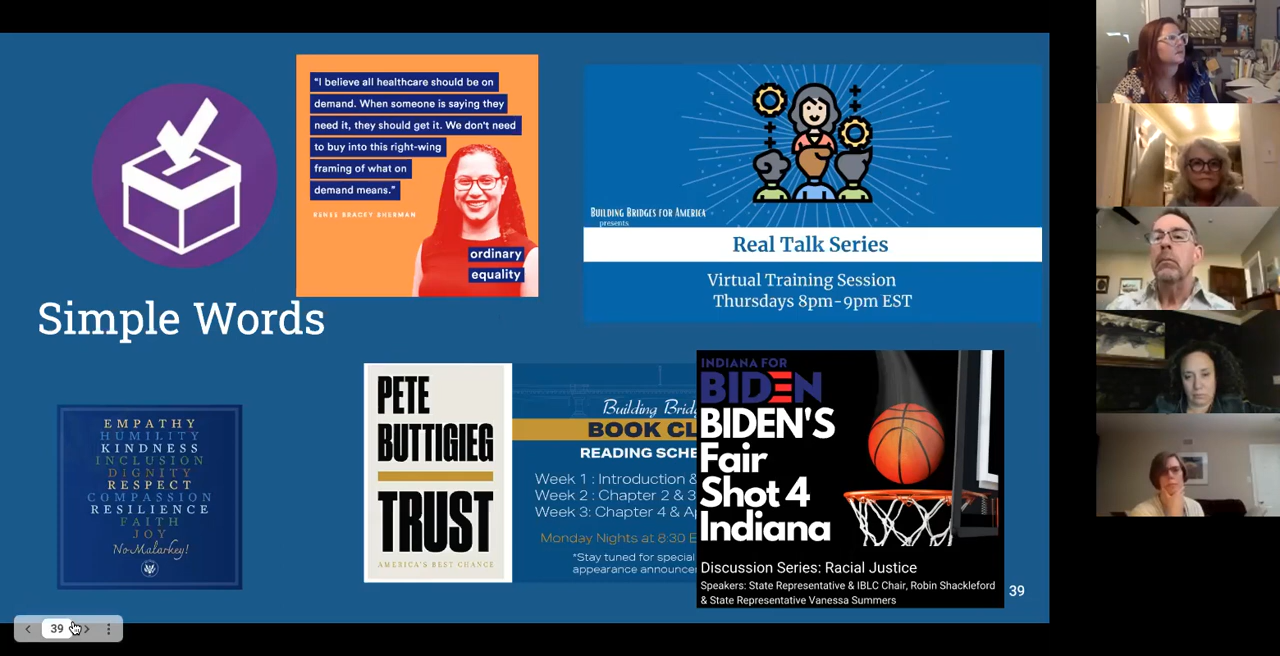 "I believe all healthcare should be on
demand. When someone is saying they
need it, they should get it. We don't need
to buy into this right-wing
framing of what on
demand means."
RENEE BRACEY SHERMAN
ordinary
equality
BUILDING BRIDGES FOR AMERICA
presents
Real Talk Series
Virtual Training Session
Thursdays 8pm-9pm EST
Simple Words
EMPATHY
HUMILITY
KINDNESS
INCLUSION
DIGNITY
RESPECT
COMPASSION
RESILIENCE
FAITH
JOY
No Malarkey!
PETE
BUTTIGIEG
TRUST
AMERICA'S BEST CHANCE
Building Bridg
BOOK CL
READING SCHE
Week 1 : Introduction &
Week 2 : Chapter 2 & 3
Week 3: Chapter 4 & A
Monday Nights at 8:30 E
*Stay tuned for special
appearance announce
INDIANA FOR
BIDEN
BIDEN'S
Fair
Shot 4
Indiana
Discussion Series: Racial Justice
Speakers: State Representative & IBLC Chair, Robin Shackleford
& State Representative Vanessa Summers
39
39